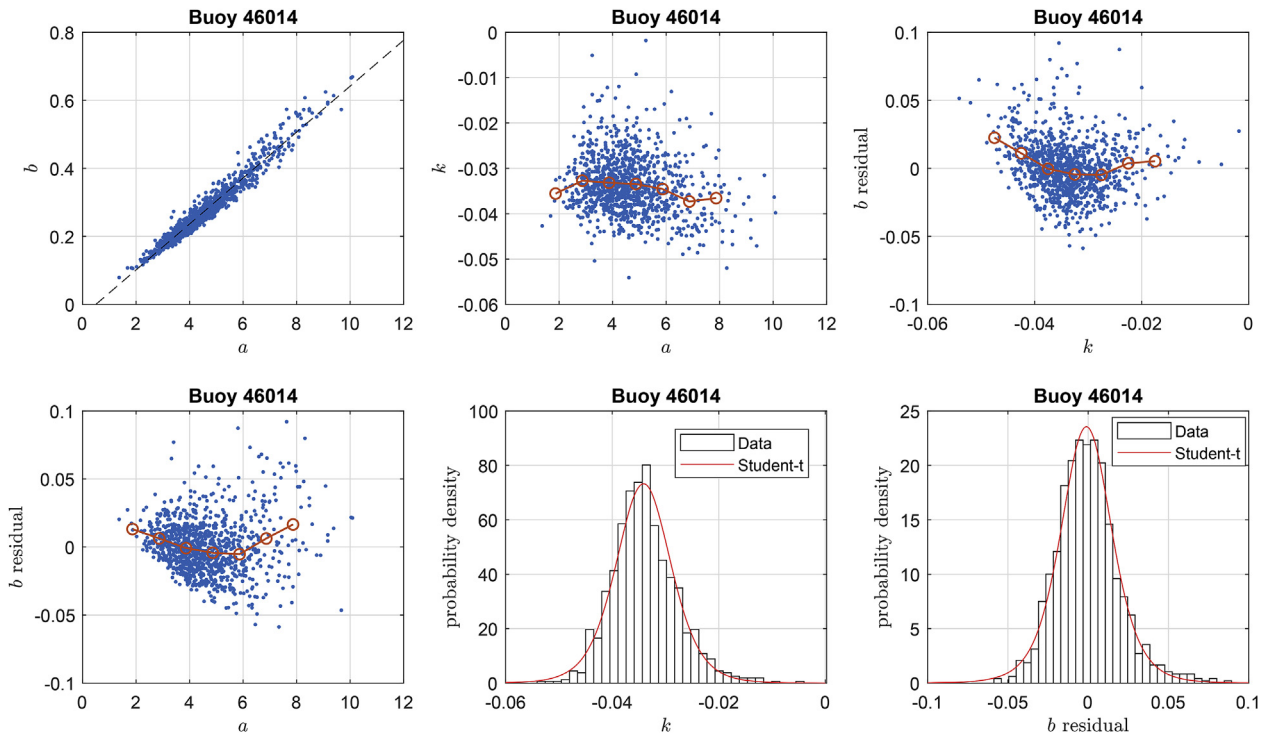 Buoy 46014
0.8
0.6
0.4
0.2
0
b
0 2 4 6 8 10 12
a
Buoy 46014
0
-0.01
-0.02
-0.03
-0.04
-0.05
-0.06
k
0 2 4 6 8 10 12
a
Buoy 46014
0.1
0.05
0
-0.05
-0.1
b residual
-0.06 -0.04 -0.02 0
k
Buoy 46014
0.1
0.05
0
-0.05
-0.1
b residual
0 2 4 6 8 10 12
a
Buoy 46014
100
80
60
40
20
0
probability density
Data
Student-t
-0.06 -0.04 -0.02 0
k
Buoy 46014
25
20
15
10
5
0
probability density
Data
Student-t
-0.1 -0.05 0 0.05 0.1
b residual